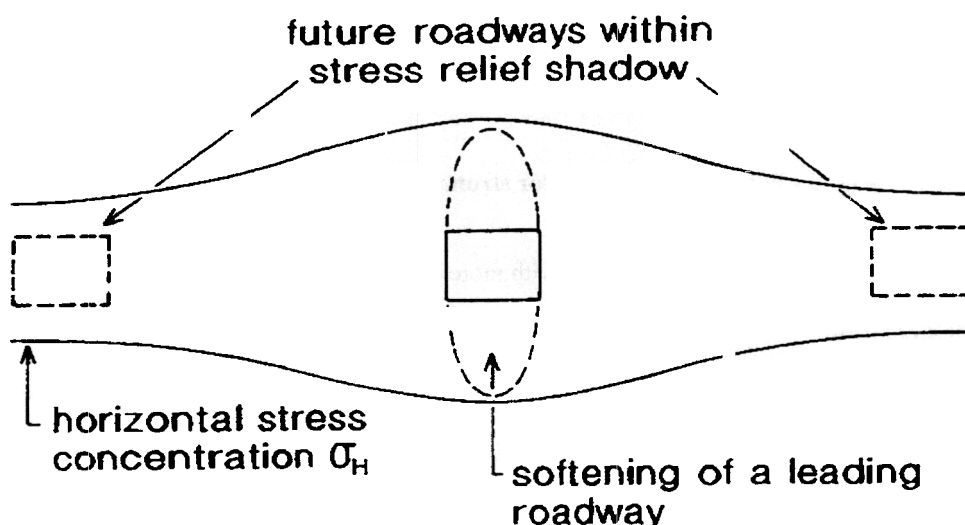 future roadways within
stress relief shadow
horizontal stress
concentration σH
softening of a leading
roadway